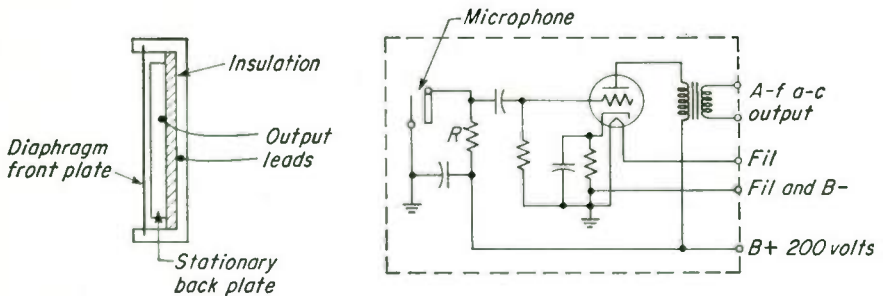 Microphone
Insulation
Output
leads
Diaphragm
front plate
Stationary
back plate
R
A-f a-c
output
Fil
Fil and B-
B+ 200 volts